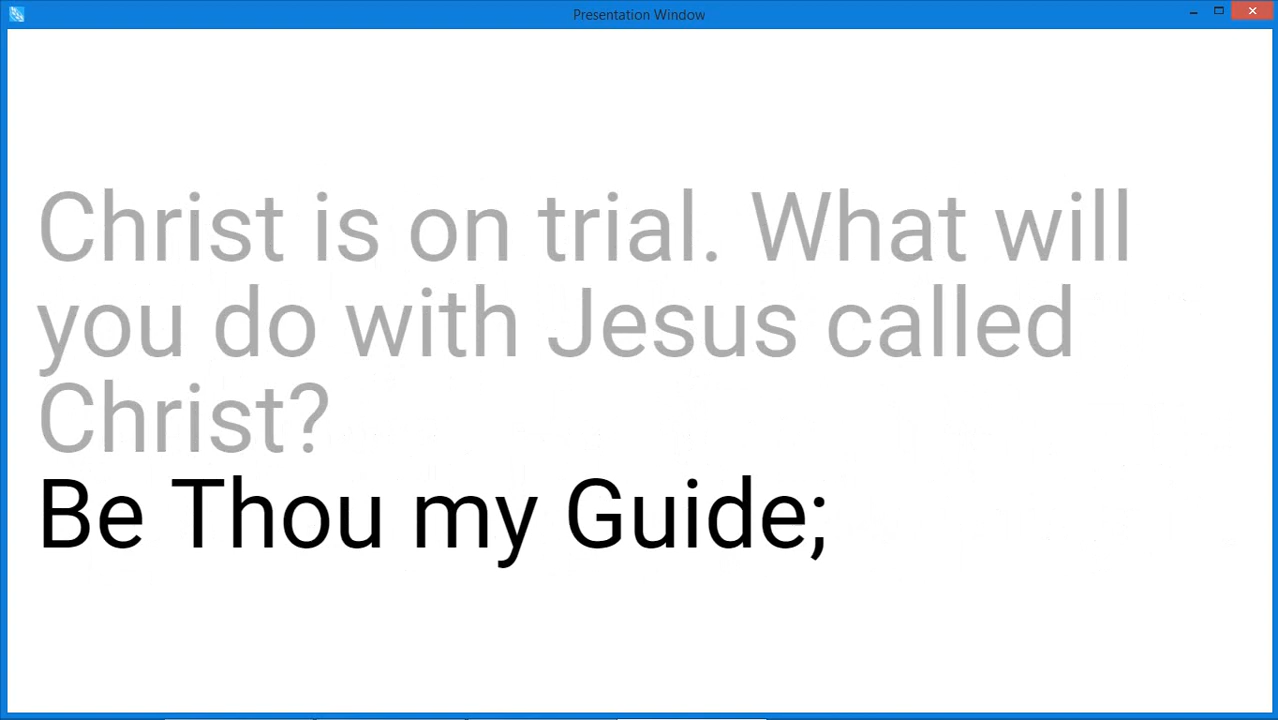 Presentation Window
Christ is on trial. What will
you do with Jesus called
Christ?
Be Thou my Guide;